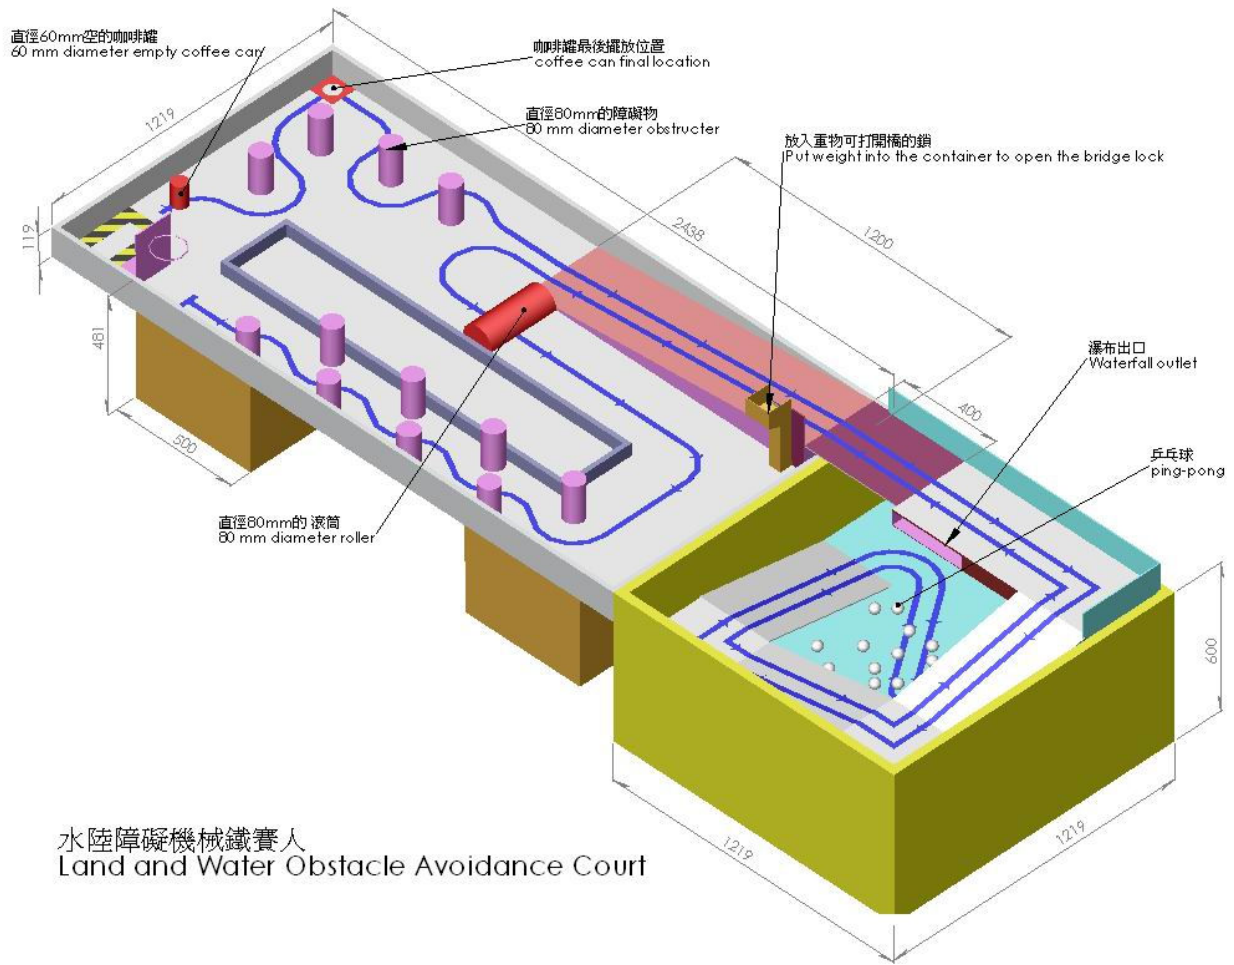 直徑60mm空的咖啡罐
60 mm diameter empty coffee can
咖啡罐最後擺放位置
coffee can final location
直徑80mm的障礙物
80 mm diameter obstructer
放入重物可打開橋的鎖
Put weight into the container to open the bridge lock
1219
2438
1200
119
481
500
瀑布出口
Waterfall outlet
400
乒乓球
ping-pong
直徑80mm的 滾筒
80 mm diameter roller
600
1219
1219
水陸障礙機械鐵賽人
Land and Water Obstacle Avoidance Court